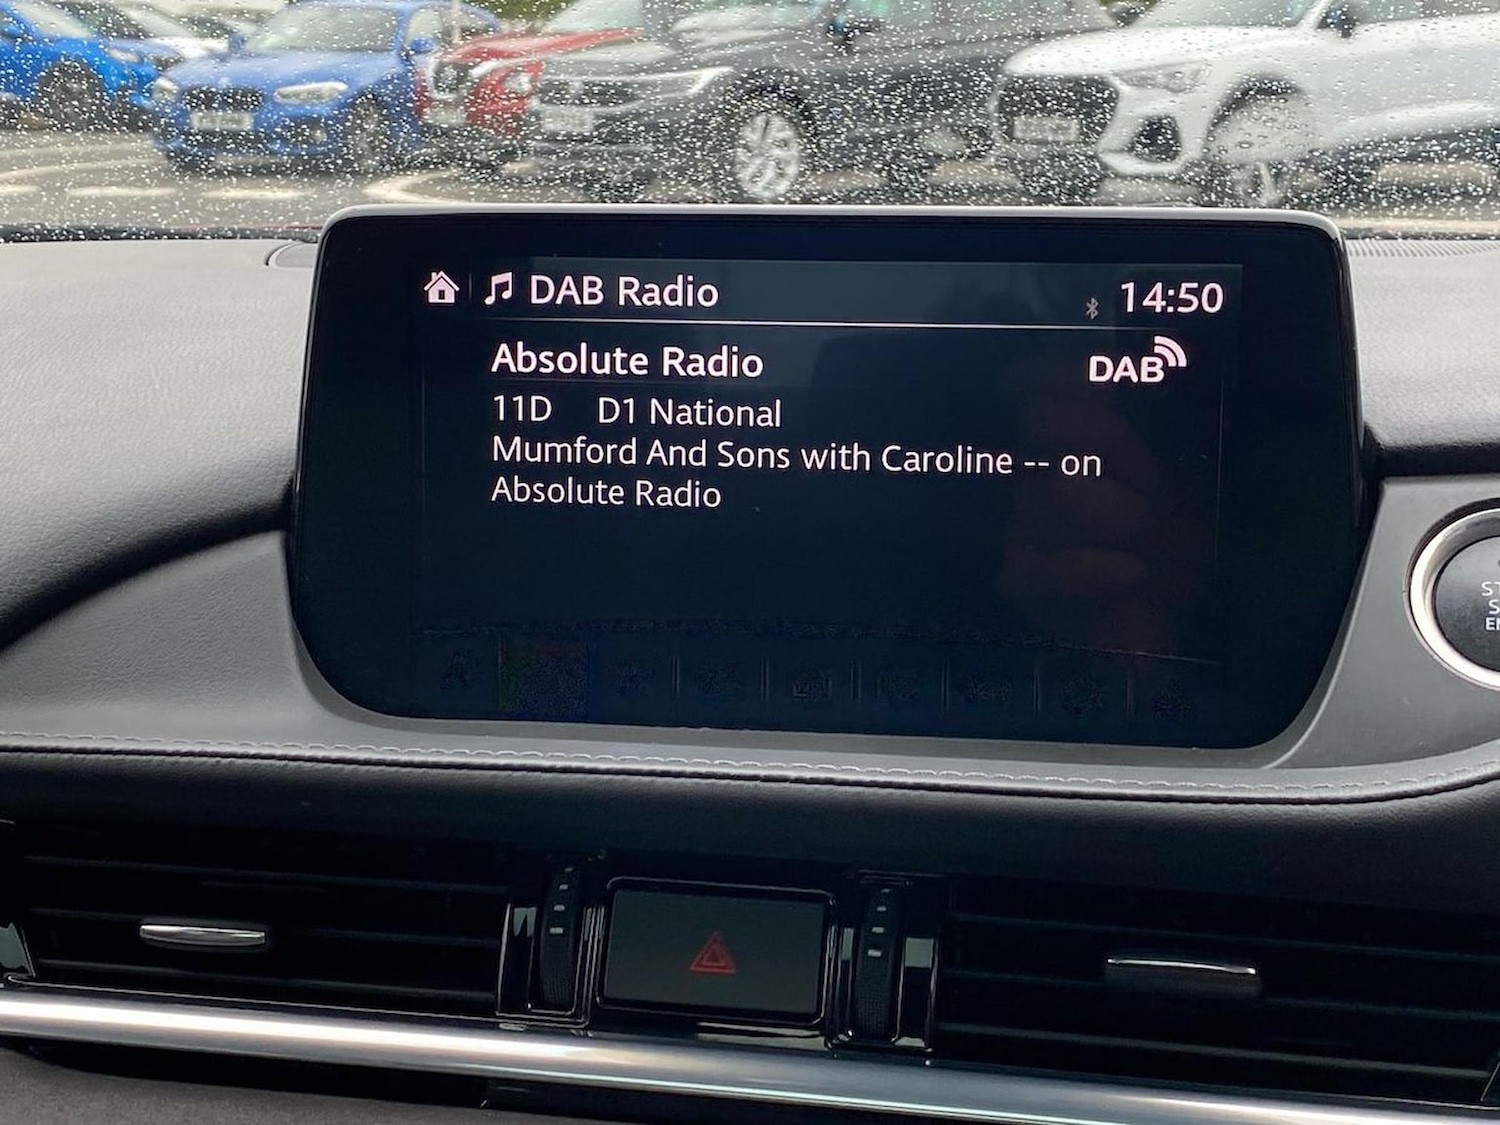 DAB Radio
14:50
Absolute Radio
DAB
11D D1 National
Mumford And Sons with Caroline -- on
Absolute Radio